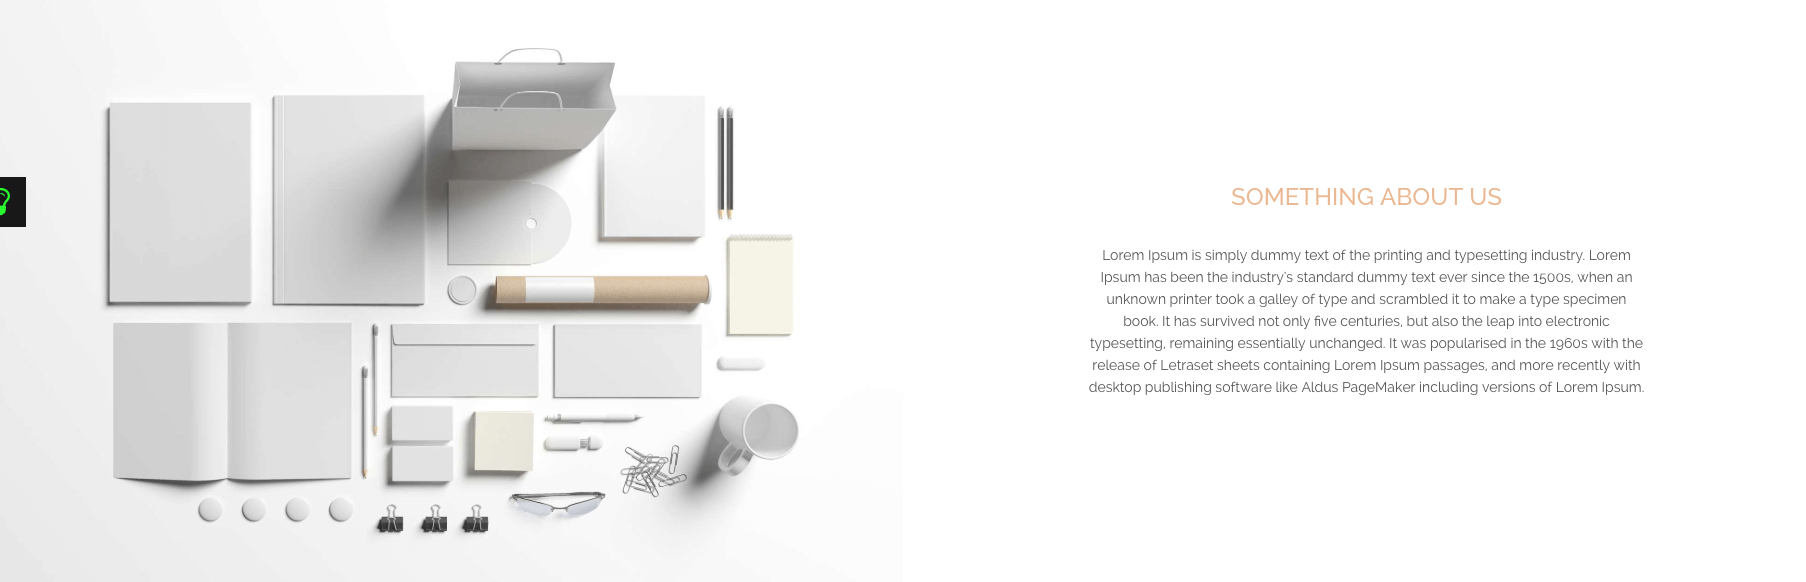 SOMETHING ABOUT US
Lorem Ipsum is simply dummy text of the printing and typesetting industry. Lorem
Ipsum has been the industry's standard dummy text ever since the 1500s, when an
unknown printer took a galley of type and scrambled it to make a type specimen
book. It has survived not only five centuries, but also the leap into electronic
typesetting, remaining essentially unchanged. It was popularised in the 1960s with the
release of Letraset sheets containing Lorem Ipsum passages, and more recently with
desktop publishing software like Aldus PageMaker including versions of Lorem Ipsum.